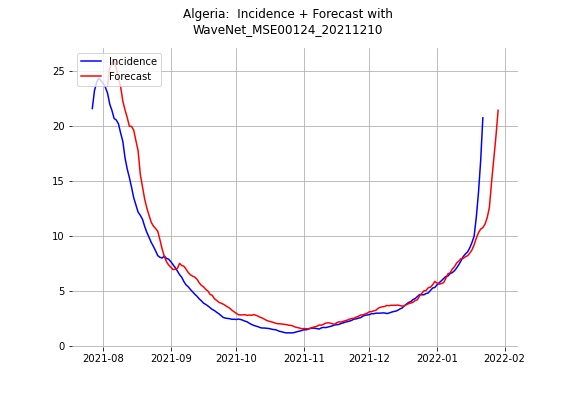 Algeria:  Incidence + Forecast with
WaveNet_MSE00124_20211210
Incidence
Forecast
25
20
15
10
5
0
2021-08 2021-09 2021-10 2021-11 2021-12 2022-01 2022-02